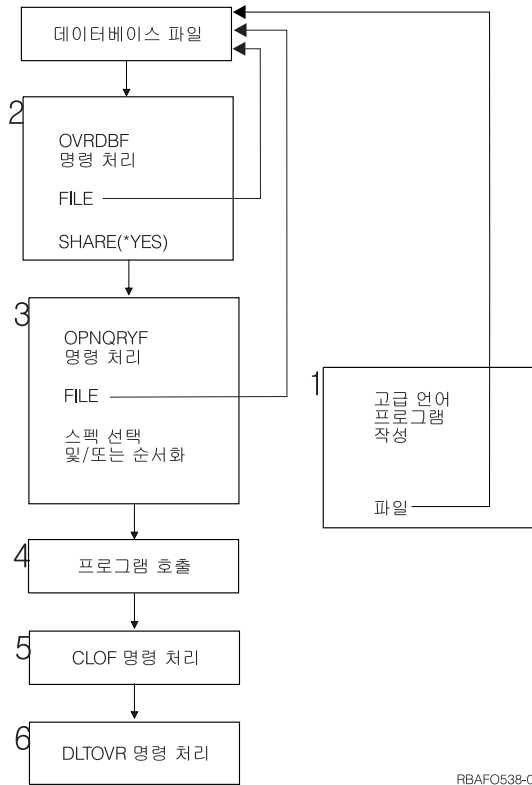 데이터베이스 파일
2
OVRDBF
명령 처리
FILE
SHARE(*YES)
3
OPNQRYF
명령 처리
FILE
스펙 선택
및/또는 순서화
1
고급 언어
프로그램
작성
파일
4
프로그램 호출
5
CLOF 명령 처리
6
DLTOVR 명령 처리
RBAFO538-0